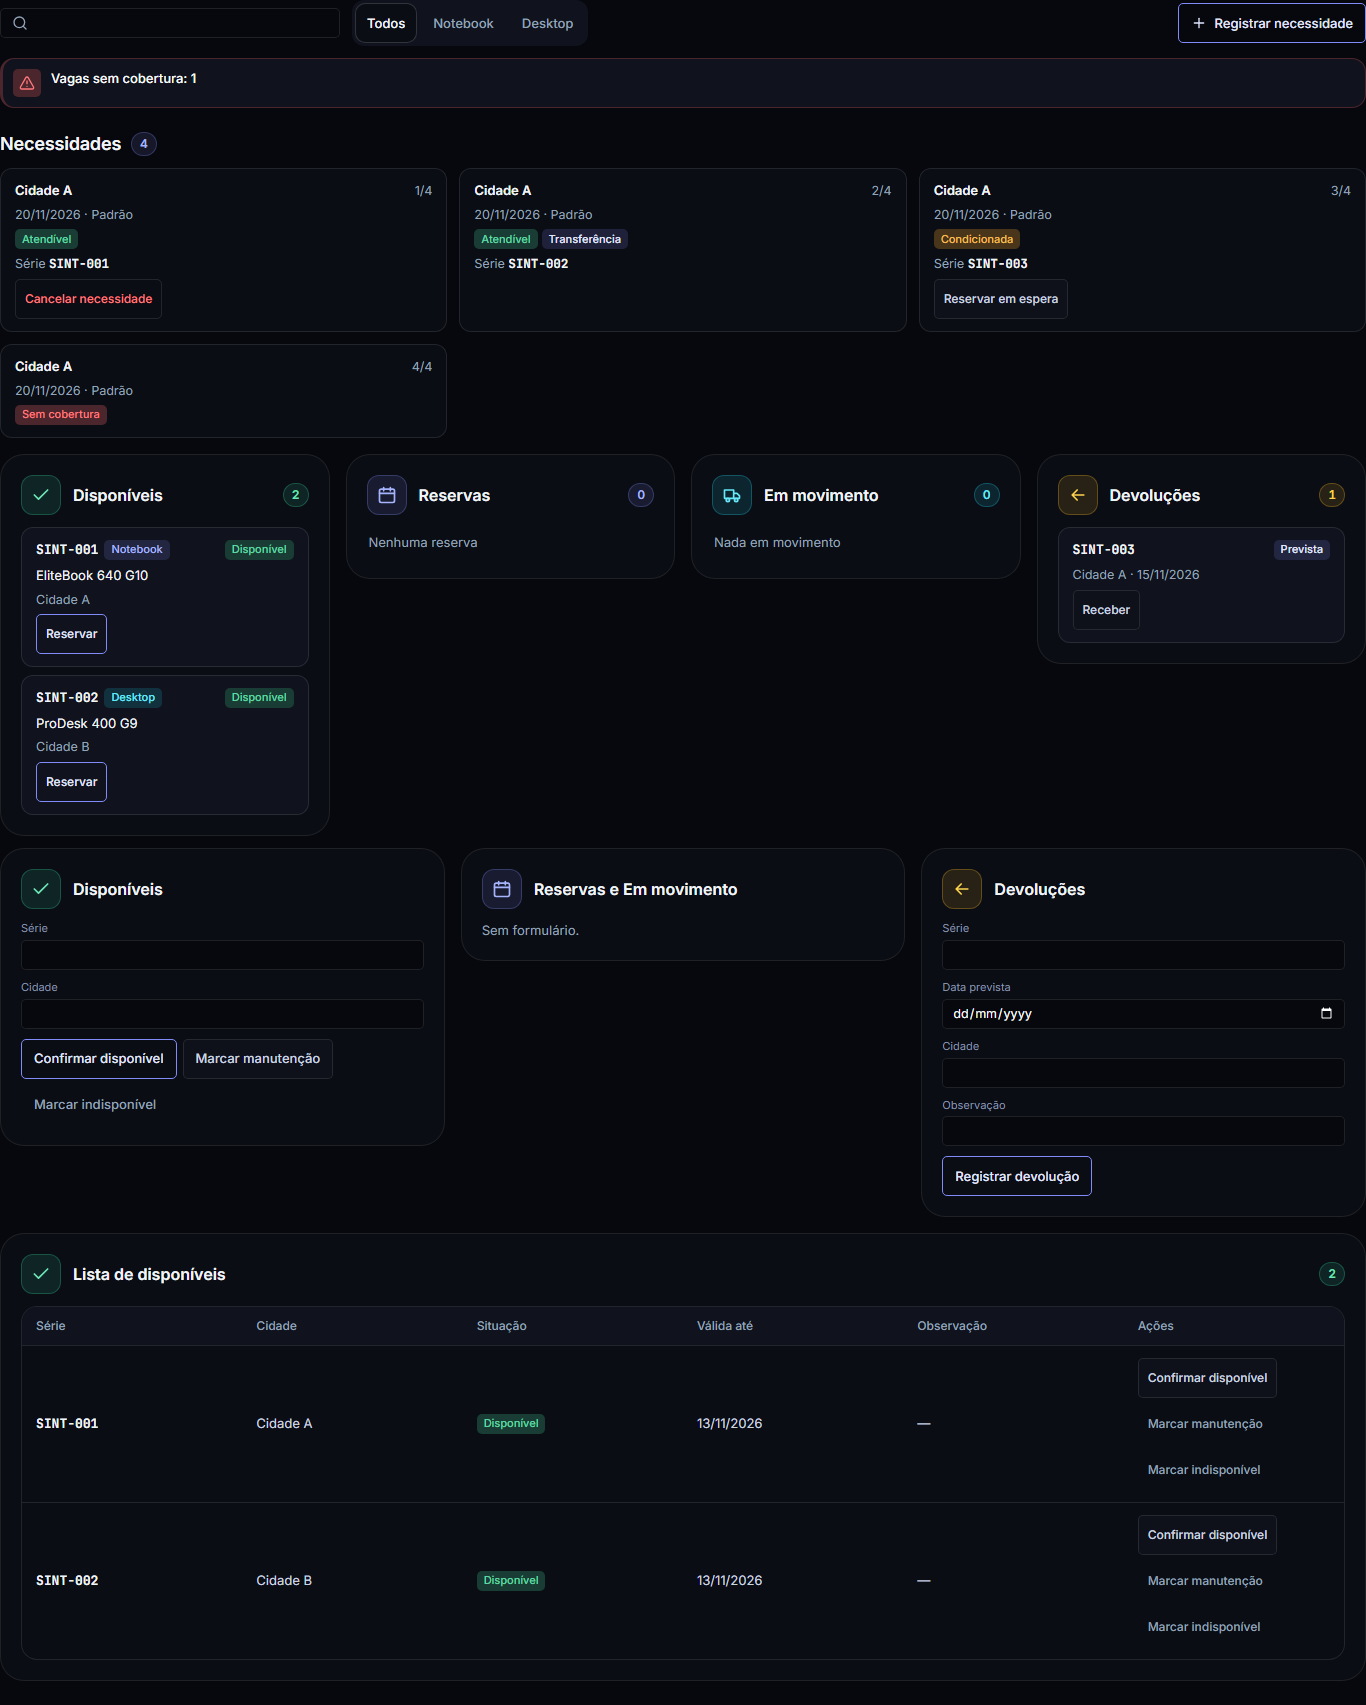 Todos Notebook Desktop + Registrar necessidade
Vagas sem cobertura: 1
Necessidades 4
Cidade A 1/4
20/11/2026 · Padrão
Atendível
Série SINT-001
Cancelar necessidade
Cidade A 2/4
20/11/2026 · Padrão
Atendível Transferência
Série SINT-002
Cidade A 3/4
20/11/2026 · Padrão
Condicionada
Série SINT-003
Reservar em espera
Cidade A 4/4
20/11/2026 · Padrão
Sem cobertura
Disponíveis 2
SINT-001 Notebook Disponível
EliteBook 640 G10
Cidade A
Reservar
SINT-002 Desktop Disponível
ProDesk 400 G9
Cidade B
Reservar
Reservas 0
Nenhuma reserva
Em movimento 0
Nada em movimento
Devoluções 1
SINT-003 Prevista
Cidade A · 15/11/2026
Receber
Disponíveis
Série
Cidade
Confirmar disponível Marcar manutenção
Marcar indisponível
Reservas e Em movimento
Sem formulário.
Devoluções
Série
Data prevista
dd/mm/yyyy
Cidade
Observação
Registrar devolução
Lista de disponíveis 2
Série Cidade Situação Válida até Observação Ações
SINT-001 Cidade A Disponível 13/11/2026 — Confirmar disponível
Marcar manutenção
Marcar indisponível
SINT-002 Cidade B Disponível 13/11/2026 — Confirmar disponível
Marcar manutenção
Marcar indisponível